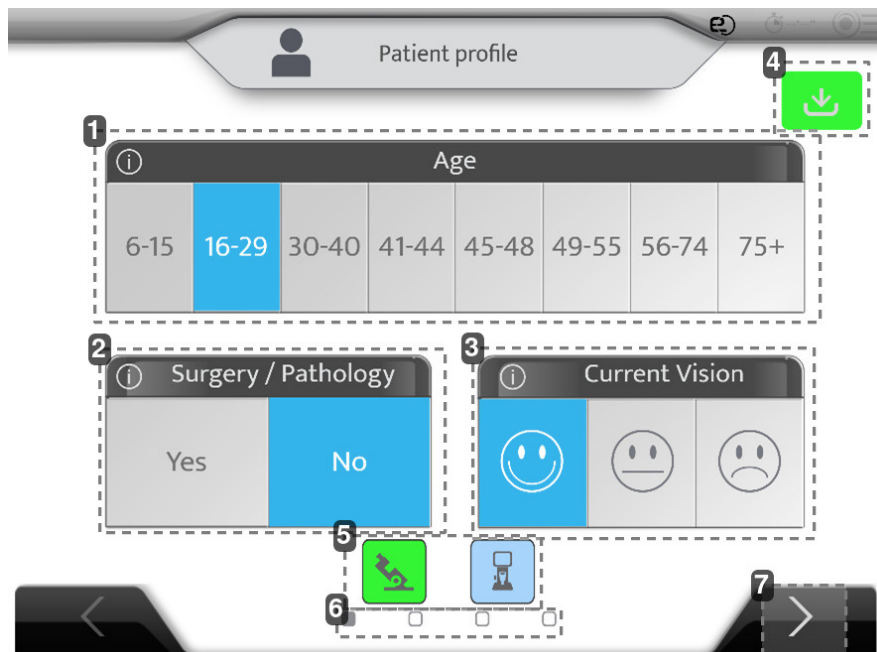 Patient profile
4
1
Age
6-15 16-29 30-40 41-44 45-48 49-55 56-74 75+
2
3
Surgery / Pathology
Current Vision
Yes No
5
6
7